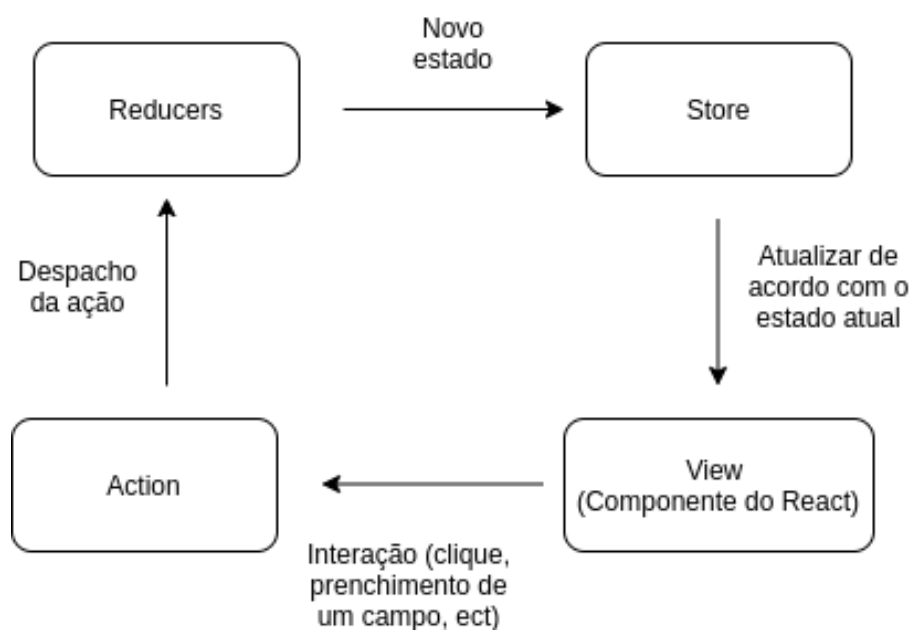 Novo
estado
Reducers
Store
Despacho
da ação
Atualizar de
acordo com o
estado atual
Action
View
(Componente do React)
Interação (clique,
prenchimento de
um campo, ect)